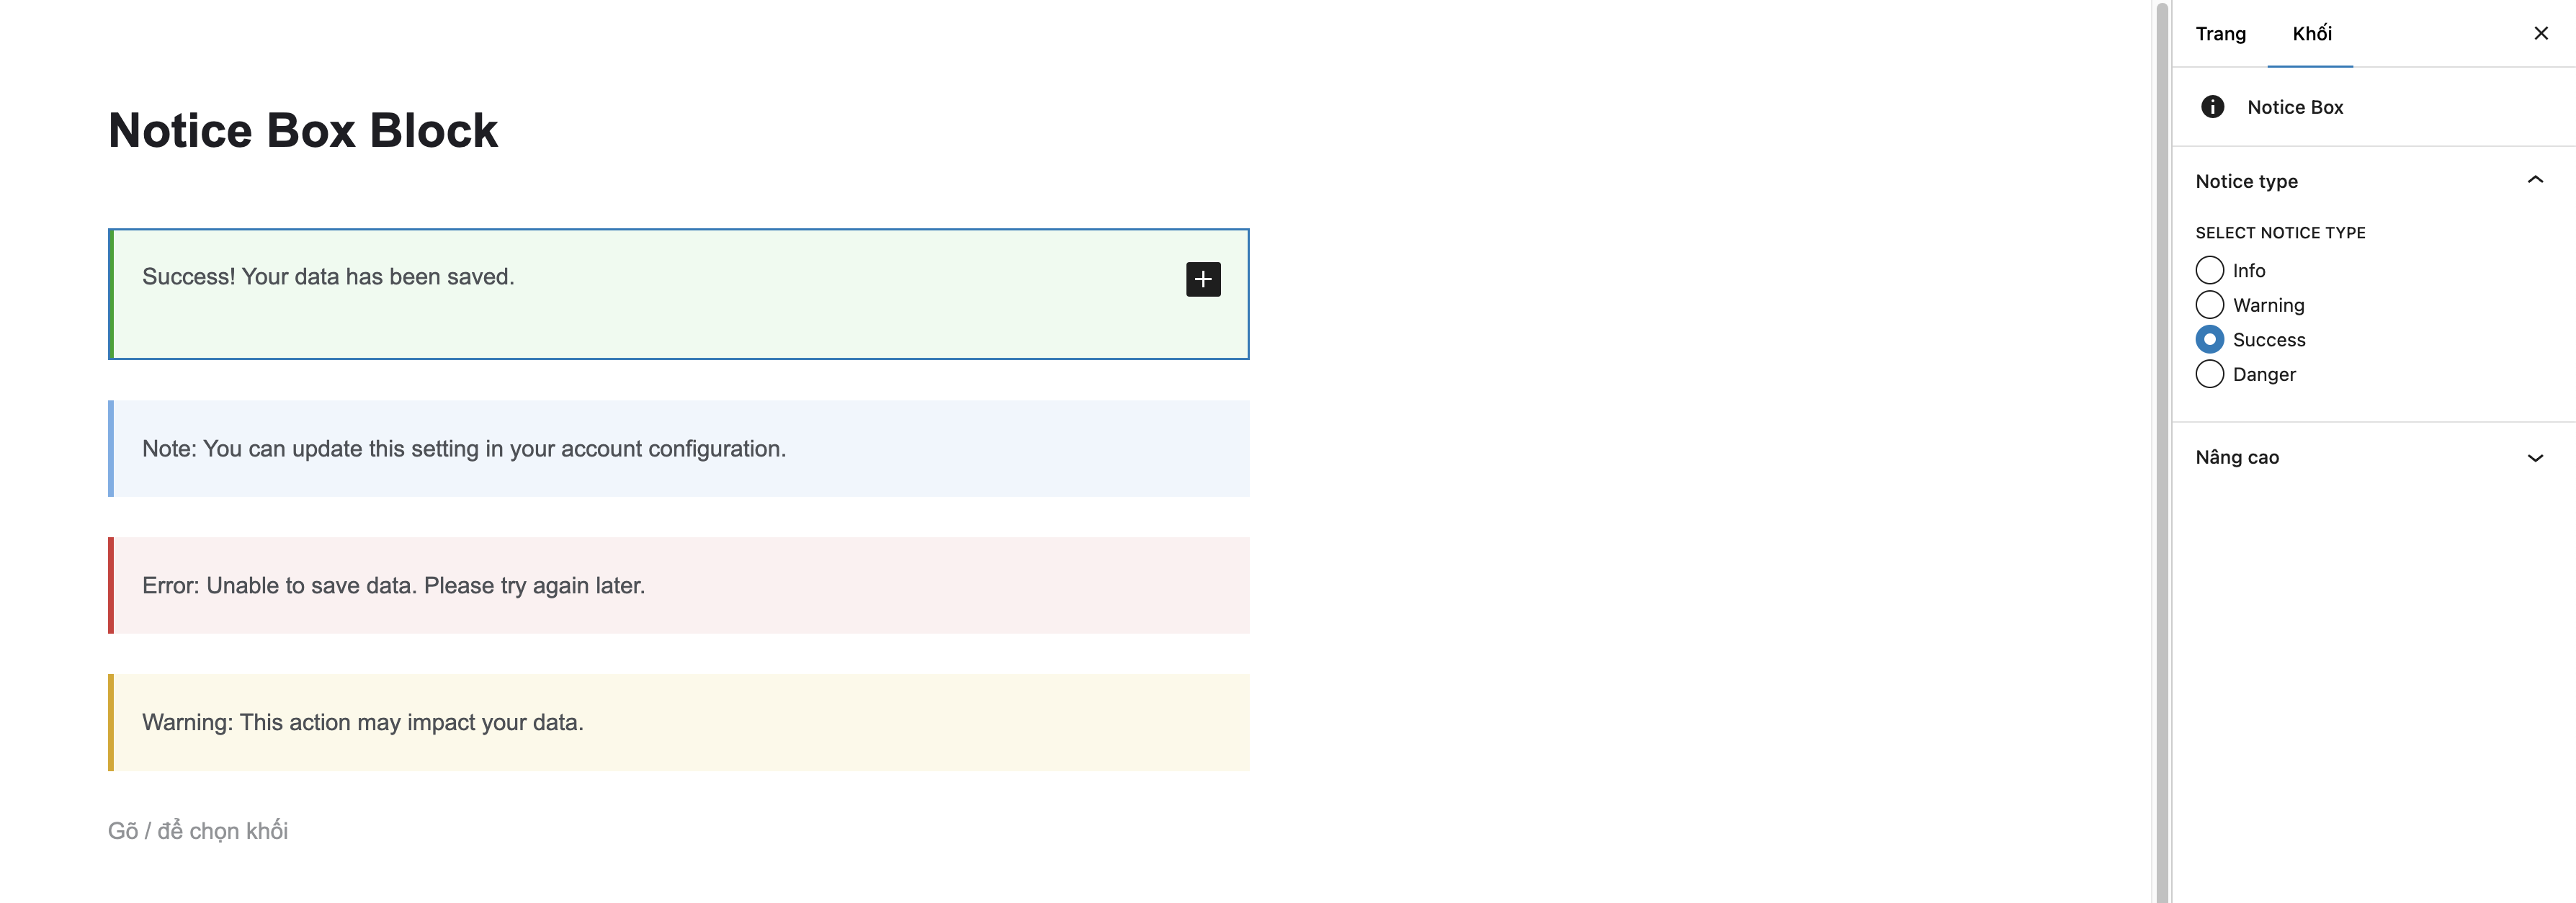 Notice Box Block
Success! Your data has been saved.
Note: You can update this setting in your account configuration.
Error: Unable to save data. Please try again later.
Warning: This action may impact your data.
Gõ / để chọn khối
Trang
Khối
Notice Box
Notice type
SELECT NOTICE TYPE
Info
Warning
Success
Danger
Nâng cao